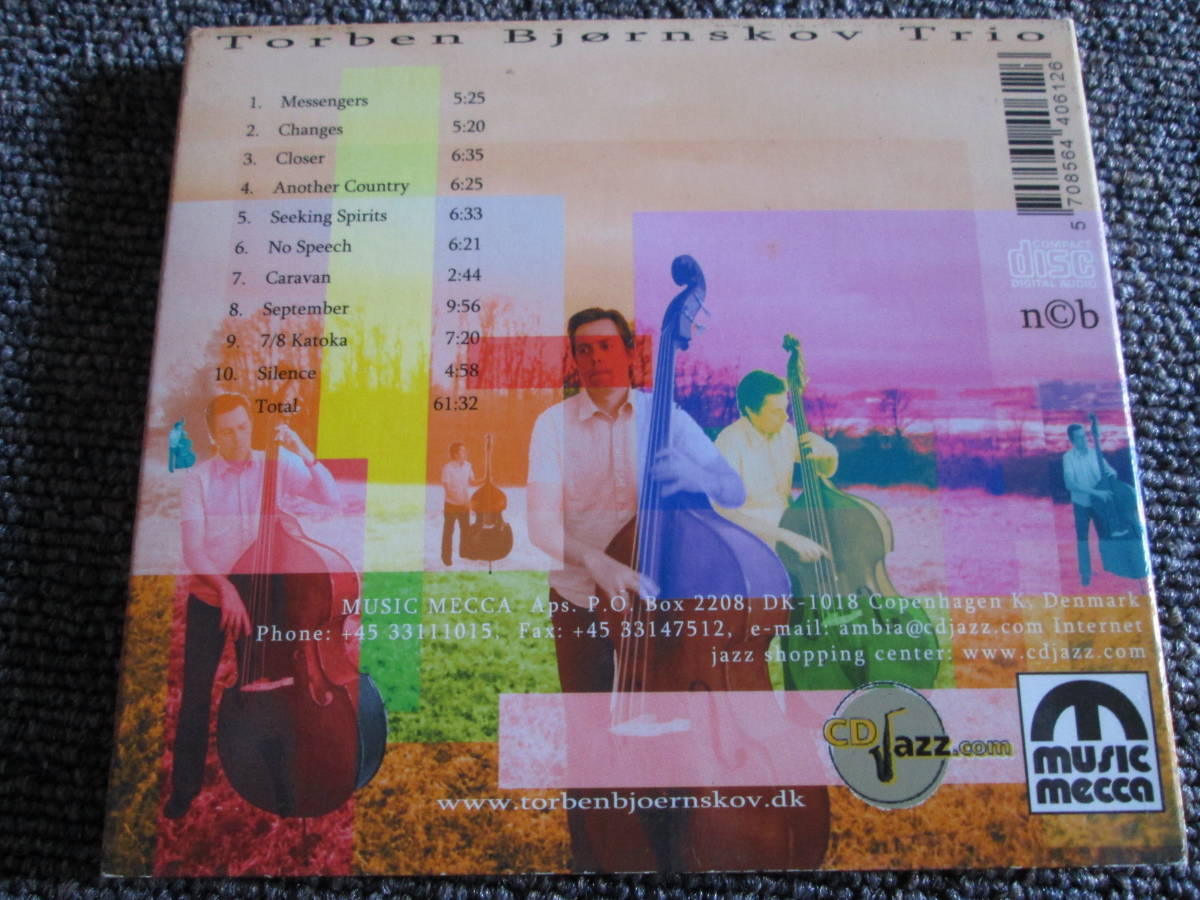 Torben Bjørnskov Trio
1. Messengers 5:25
2. Changes 5:20
3. Closer 6:35
4. Another Country 6:25
5. Seeking Spirits 6:33
6. No Speech 6:21
7. Caravan 2:44
8. September 9:56
9. 7/8 Katoka 7:20
10. Silence 4:58
Total 61:32
5 708564 406126
COMPACT
disc
DIGITAL AUDIO
n©b
MUSIC MECCA Aps. P.O. Box 2208, DK-1018 Copenhagen K, Denmark
Phone: +45 33111015, Fax: +45 33147512, e-mail: ambia@cdjazz.com Internet
jazz shopping center: www.cdjazz.com
CD Jazz.com
music
mecca
www.torbenbjoernskov.dk